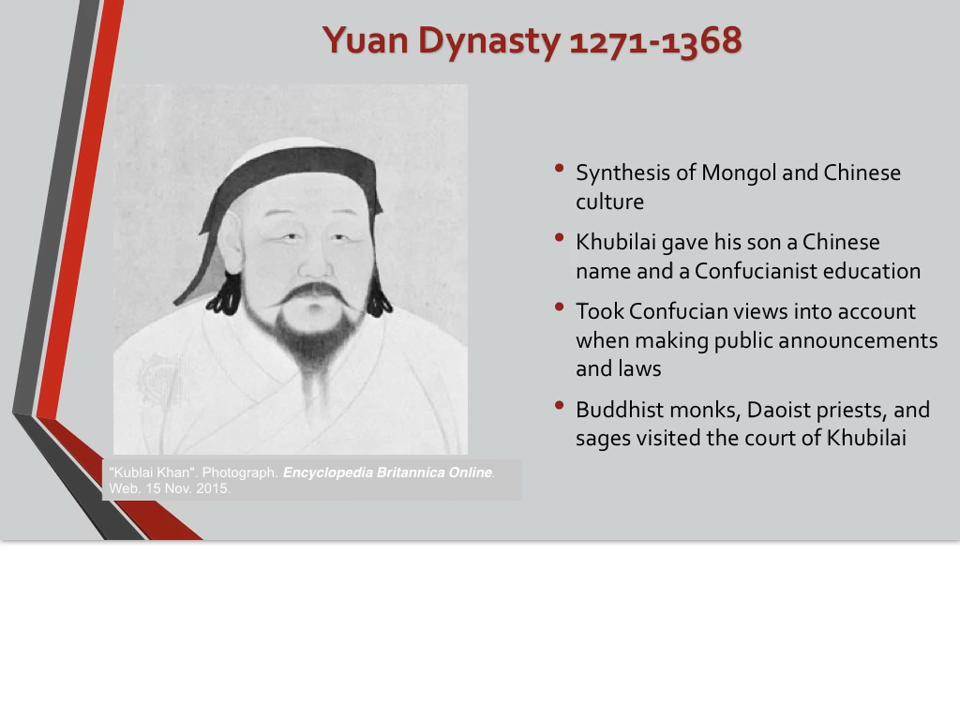 Yuan Dynasty 1271-1368
• Synthesis of Mongol and Chinese
culture
• Khubilai gave his son a Chinese
name and a Confucianist education
• Took Confucian views into account
when making public announcements
and laws
• Buddhist monks, Daoist priests, and
sages visited the court of Khubilai
"Kublai Khan". Photograph. Encyclopedia Britannica Online.
Web. 15 Nov. 2015.